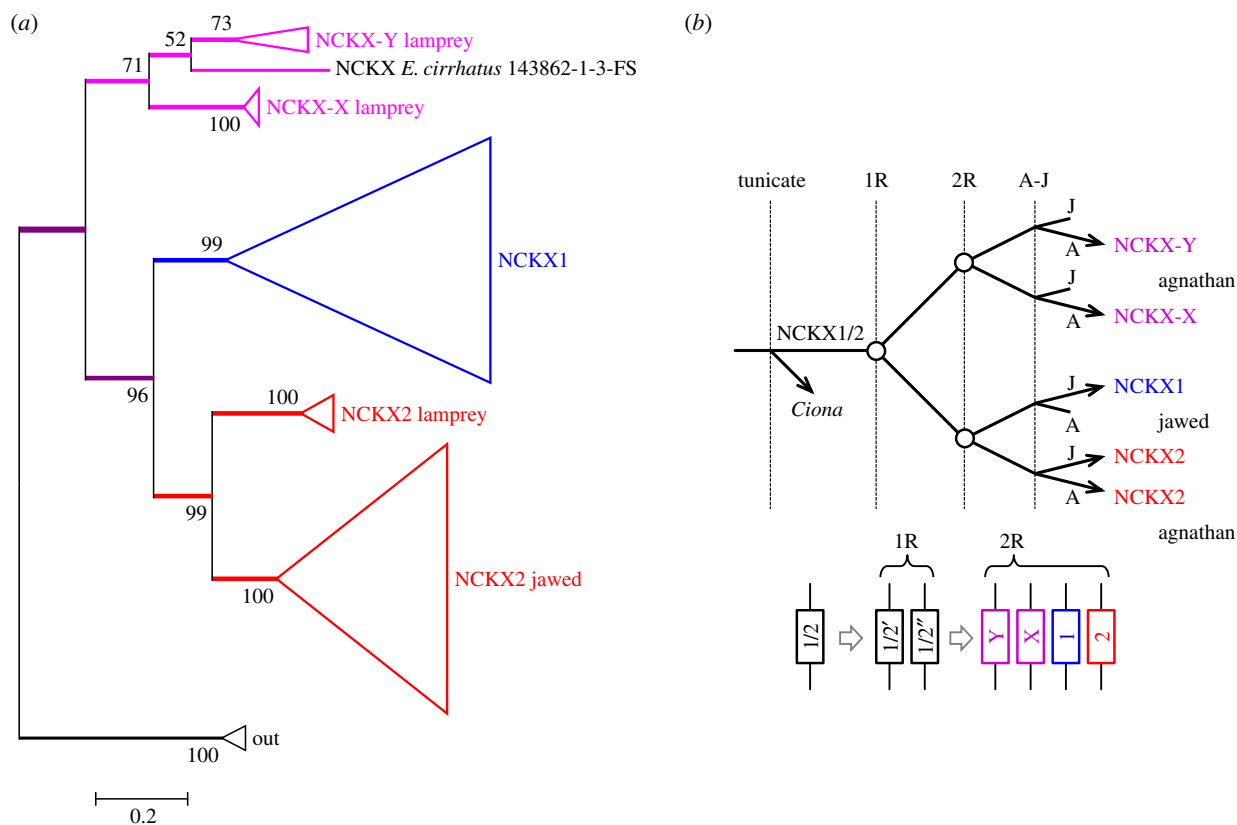 (a)
73
NCKX-Y lamprey
52
NCKX E. cirrhatus 143862-1-3-FS
71
NCKX-X lamprey
100
99
NCKX1
96
100
NCKX2 lamprey
99
NCKX2 jawed
100
out
100
0.2
(b)
tunicate 1R 2R A-J
J
NCKX-Y
A
agnathan
J
NCKX-X
A
NCKX1/2
Ciona
J
NCKX1
A
jawed
J
NCKX2
NCKX2
A
agnathan
1R 2R
1/2 1/2′ 1/2″ Y X 1 2